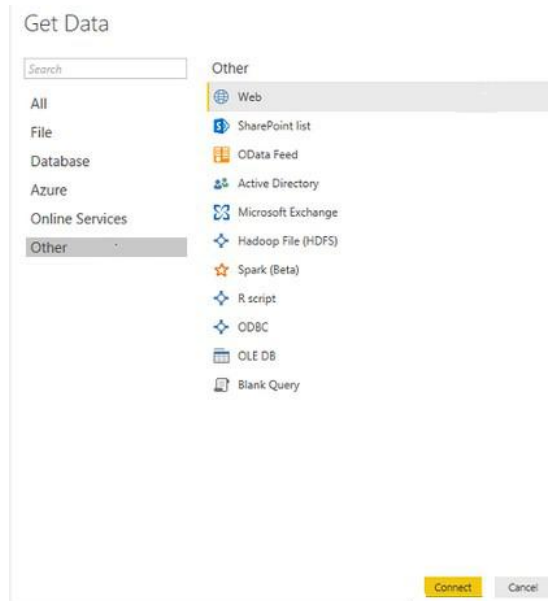 Get Data
Search
All
File
Database
Azure
Online Services
Other
Other
Web
SharePoint list
OData Feed
Active Directory
Microsoft Exchange
Hadoop File (HDFS)
Spark (Beta)
R script
ODBC
OLE DB
Blank Query
Connect
Cancel